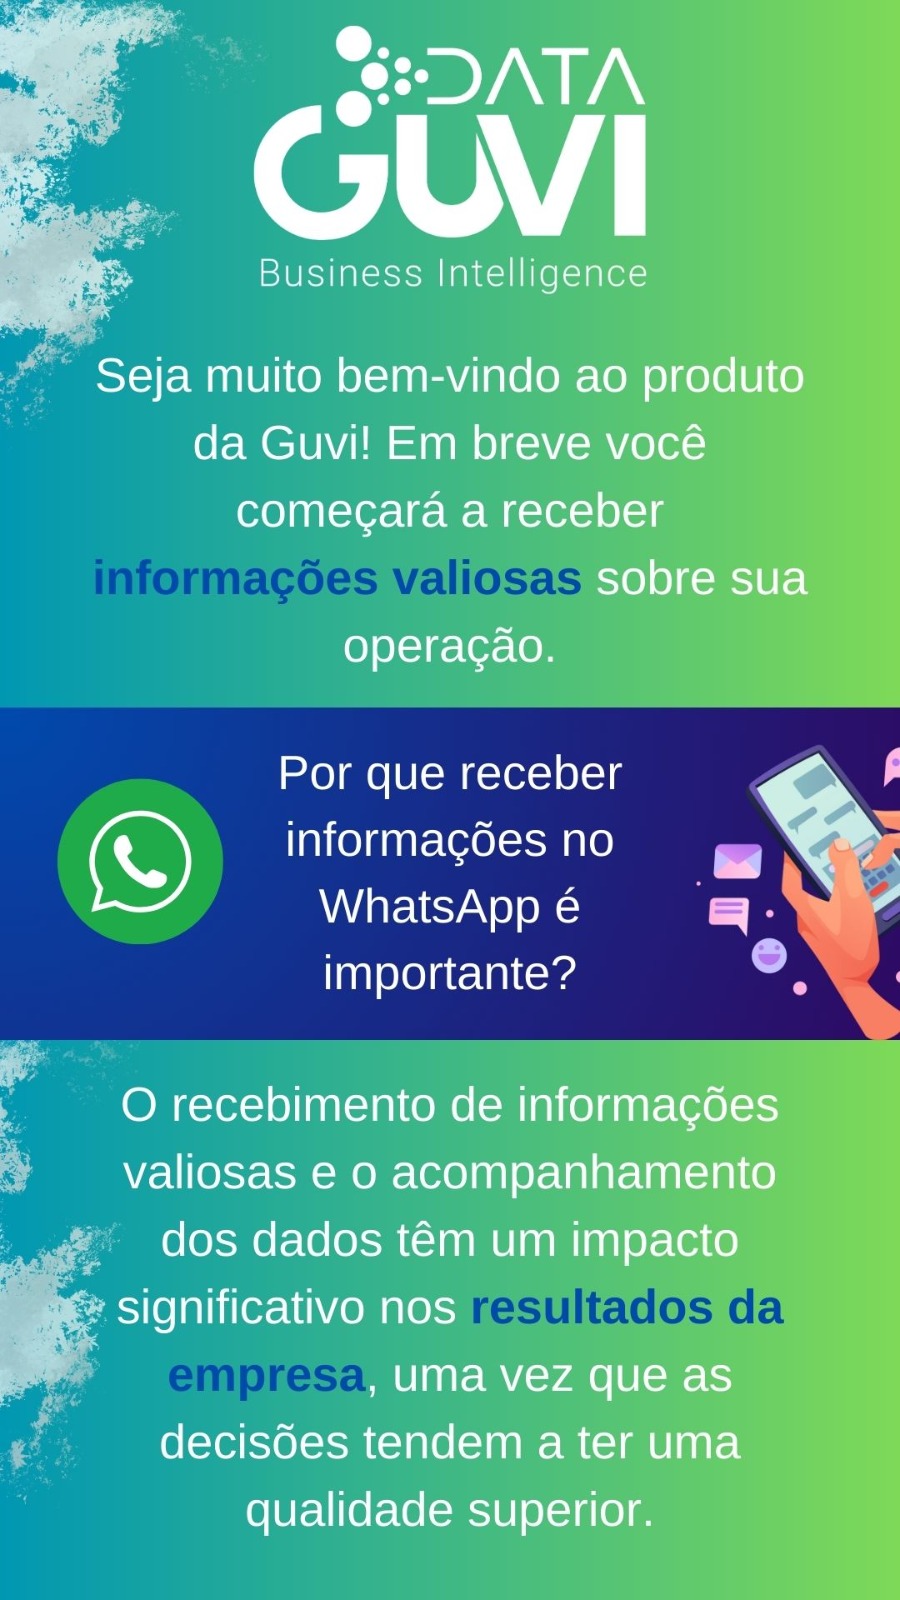 DATA
GUVI
Business Intelligence
Seja muito bem-vindo ao produto
da Guvi! Em breve você
começará a receber
informações valiosas sobre sua
operação.
Por que receber
informações no
WhatsApp é
importante?
O recebimento de informações
valiosas e o acompanhamento
dos dados têm um impacto
significativo nos resultados da
empresa, uma vez que as
decisões tendem a ter uma
qualidade superior.